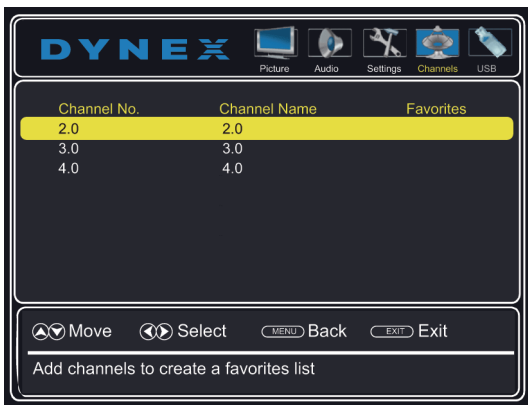 DYNEX
Picture Audio Settings Channels USB
Channel No. Channel Name Favorites
2.0 2.0
3.0 3.0
4.0 4.0
Move Select MENU Back EXIT Exit
Add channels to create a favorites list